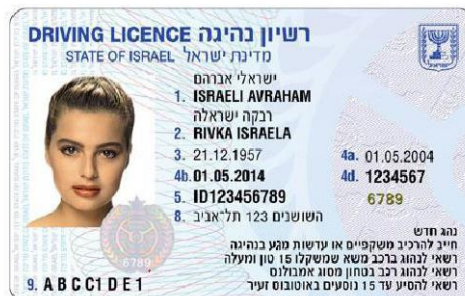 DRIVING LICENCE רשיון נהיגה
STATE OF ISRAEL מדינת ישראל
ישראלי אברהם
1. ISRAELI AVRAHAM
רבקה ישראלה
2. RIVKA ISRAELA
3. 21.12.1957 4a. 01.05.2004
4b. 01.05.2014 4d. 1234567
5. ID123456789 6789
8. השושנים 123 תל־אביב
6789
נהג חדש
חייב להרכיב משקפיים או עדשות מגע בנהיגה
רשאי לנהוג ברכב משא שמשקלו 15 טון ומעלה
רשאי לנהוג רכב בטחון מסוג אמבולנס
רשאי להסיע עד 15 נוסעים באוטובוס זעיר
9. A B C C1 D E 1